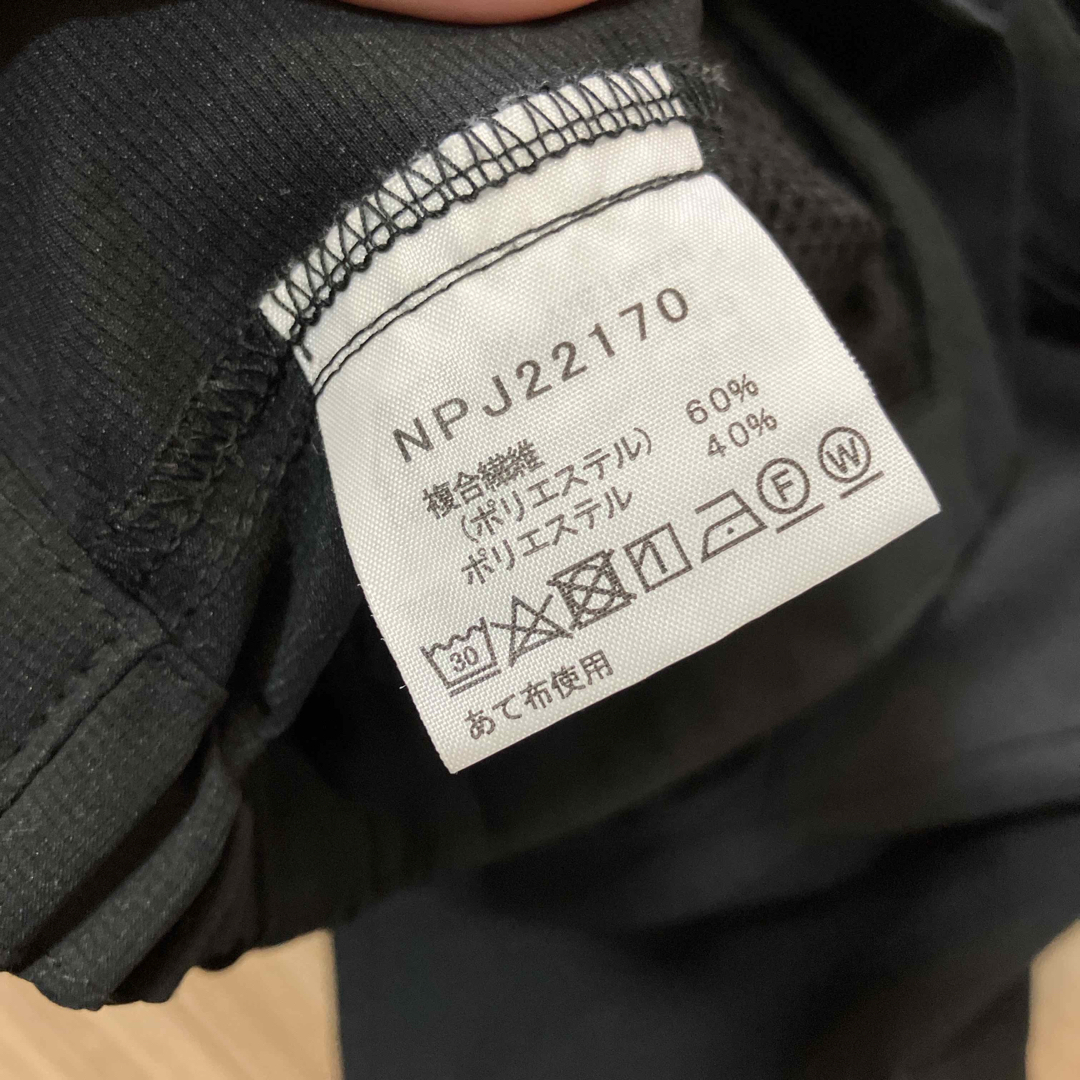 NPJ22170
複合繊維
(ポリエステル) 60%
ポリエステル 40%
30 F W
あて布使用